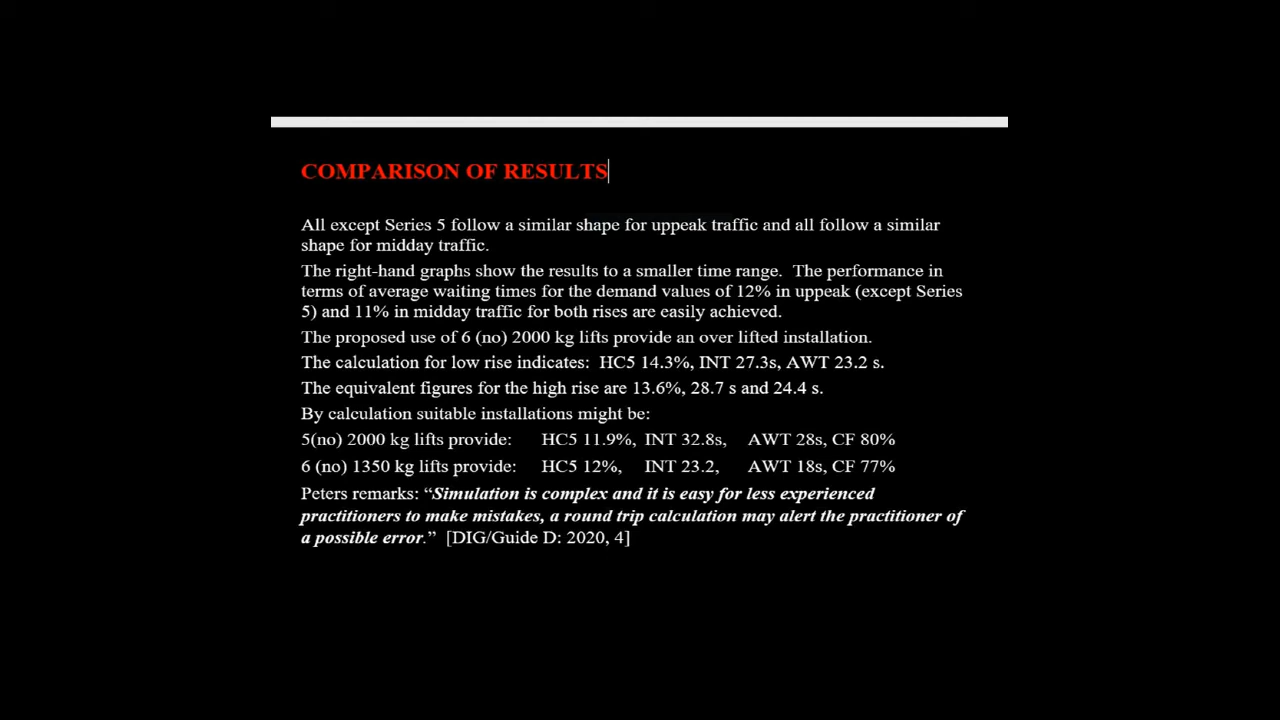 COMPARISON OF RESULTS
All except Series 5 follow a similar shape for uppeak traffic and all follow a similar
shape for midday traffic.
The right-hand graphs show the results to a smaller time range. The performance in
terms of average waiting times for the demand values of 12% in uppeak (except Series
5) and 11% in midday traffic for both rises are easily achieved.
The proposed use of 6 (no) 2000 kg lifts provide an over lifted installation.
The calculation for low rise indicates: HC5 14.3%, INT 27.3s, AWT 23.2 s.
The equivalent figures for the high rise are 13.6%, 28.7 s and 24.4 s.
By calculation suitable installations might be:
5(no) 2000 kg lifts provide: HC5 11.9%, INT 32.8s, AWT 28s, CF 80%
6 (no) 1350 kg lifts provide: HC5 12%, INT 23.2, AWT 18s, CF 77%
Peters remarks: “Simulation is complex and it is easy for less experienced
practitioners to make mistakes, a round trip calculation may alert the practitioner of
a possible error.” [DIG/Guide D: 2020, 4]